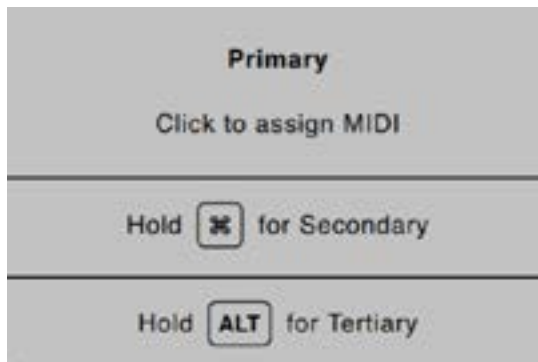 Primary
Click to assign MIDI
Hold ⌘ for Secondary
Hold ALT for Tertiary